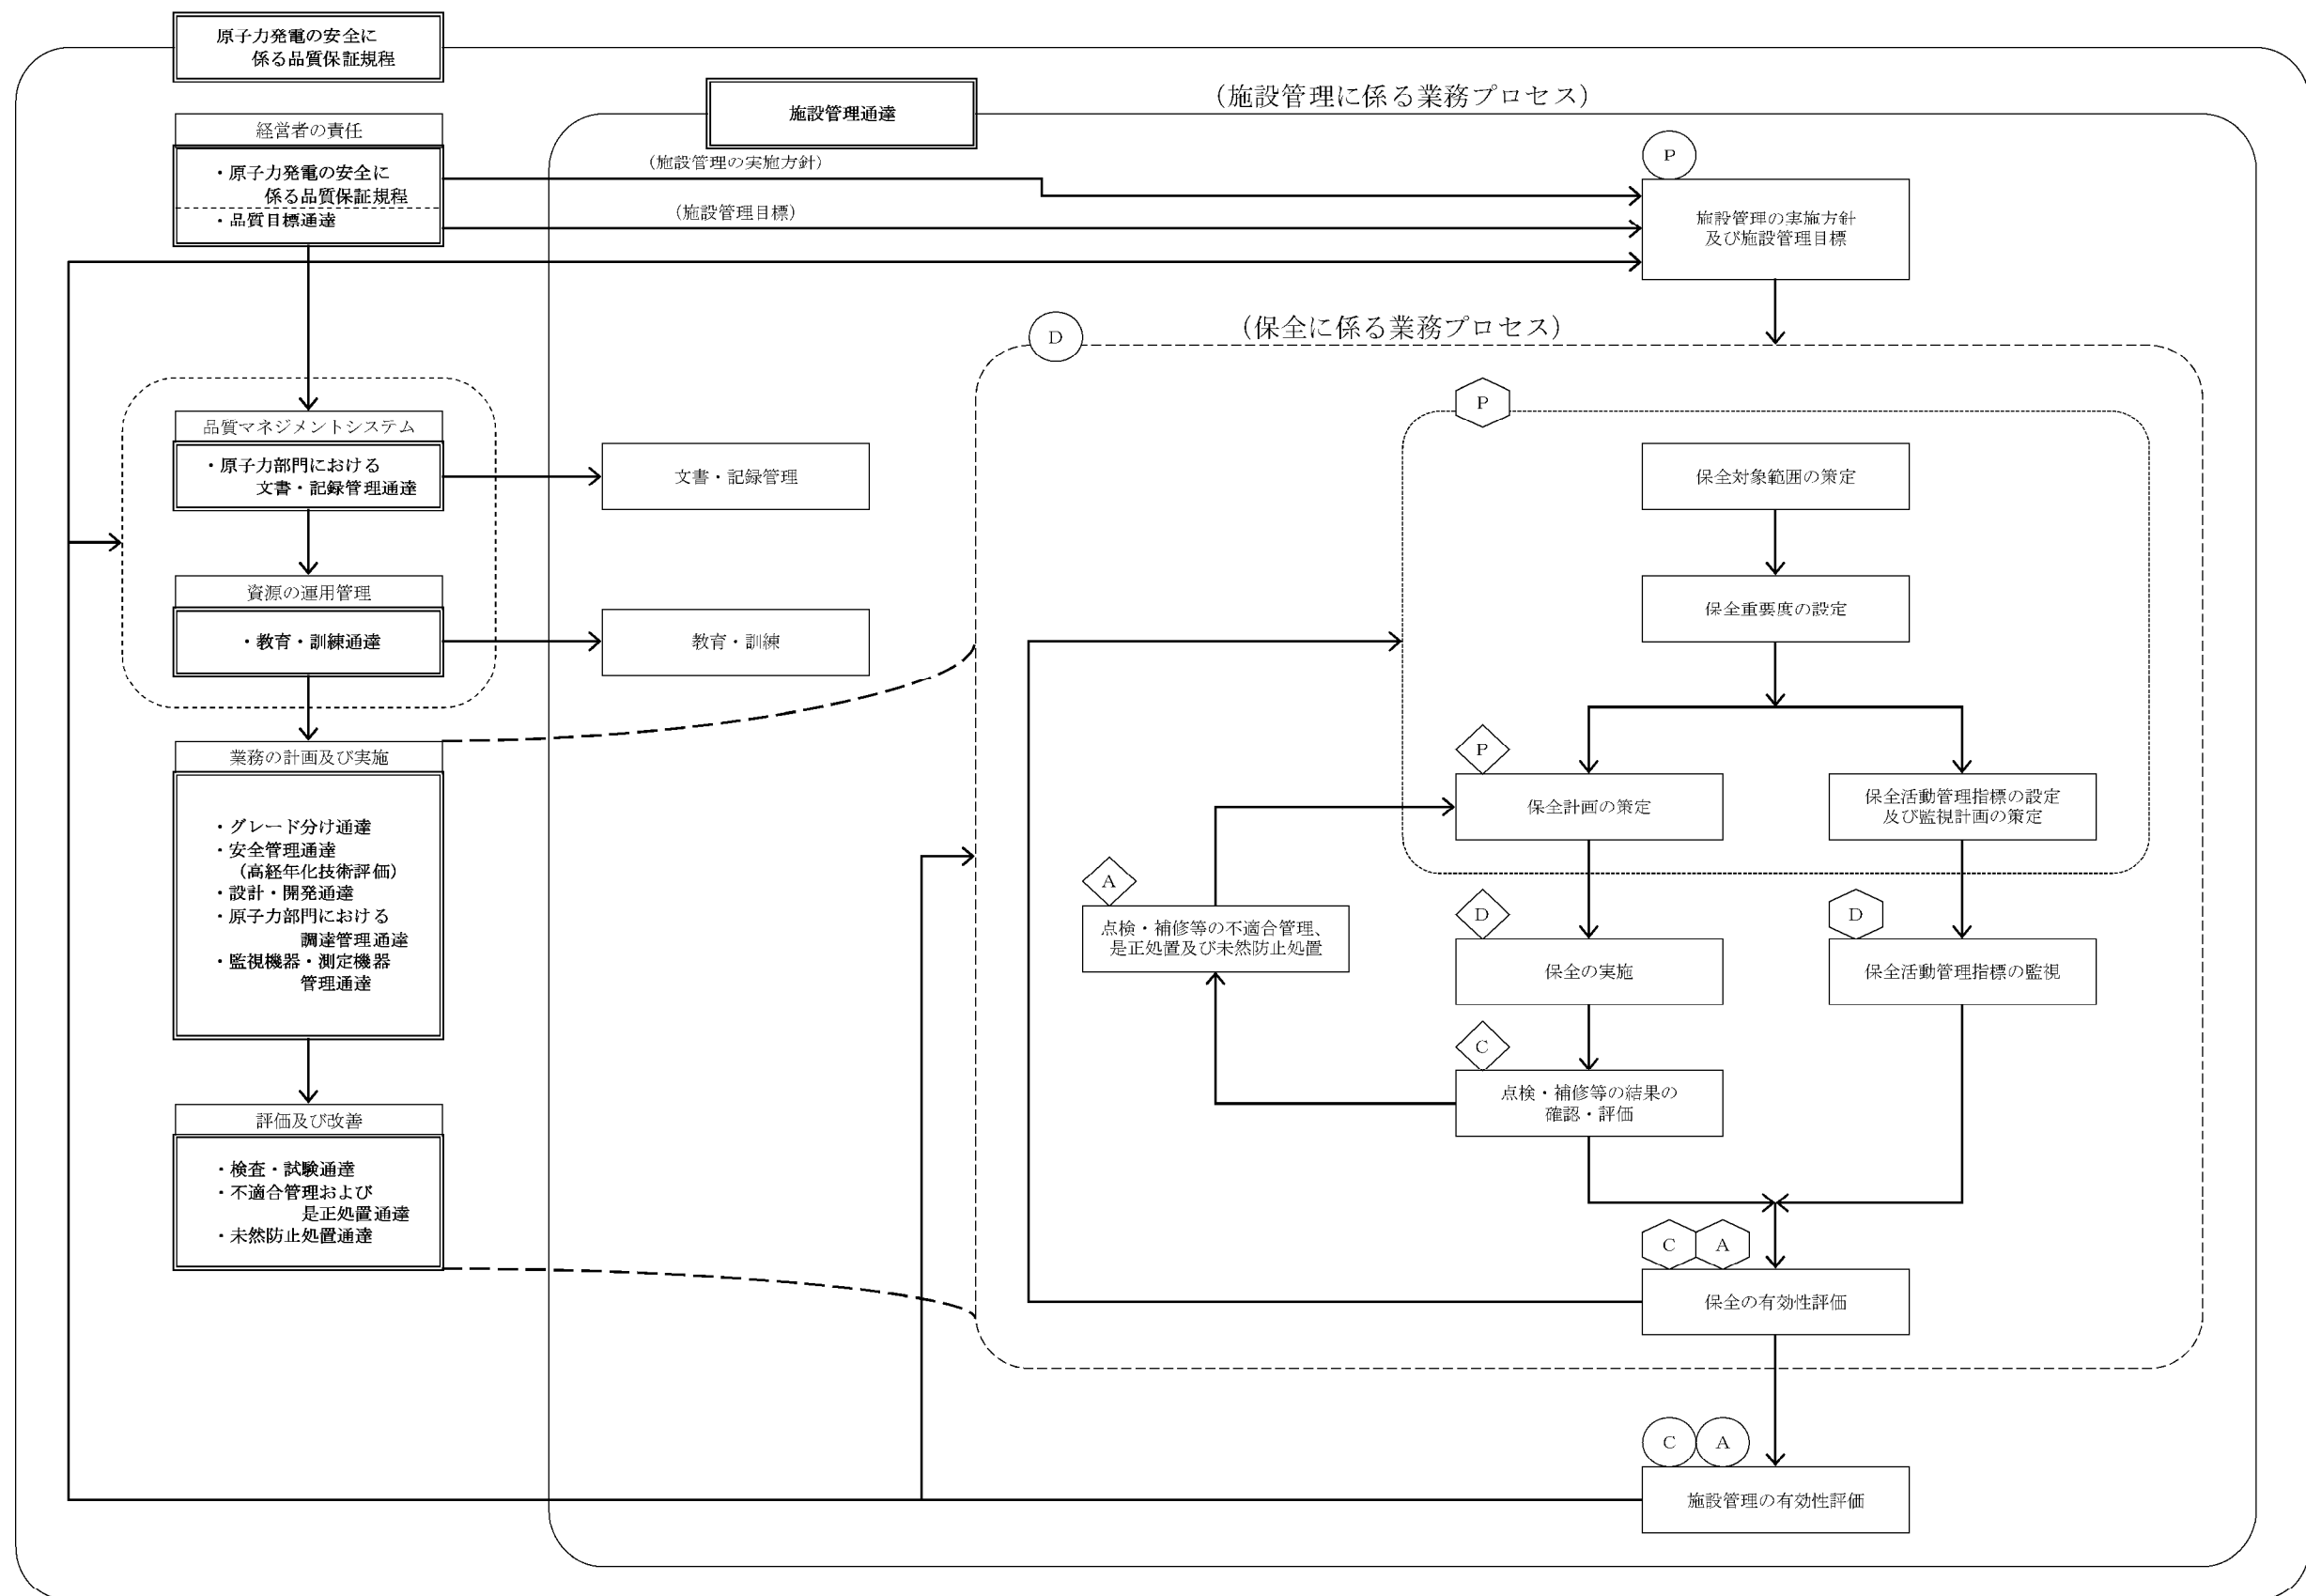 原子力発電の安全に
係る品質保証規程
施設管理通達
（施設管理に係る業務プロセス）
経営者の責任
・原子力発電の安全に
係る品質保証規程
・品質目標通達
（施設管理の実施方針）
（施設管理目標）
P
施設管理の実施方針
及び施設管理目標
D
（保全に係る業務プロセス）
品質マネジメントシステム
・原子力部門における
文書・記録管理通達
文書・記録管理
資源の運用管理
・教育・訓練通達
教育・訓練
業務の計画及び実施
・グレード分け通達
・安全管理通達
（高経年化技術評価）
・設計・開発通達
・原子力部門における
調達管理通達
・監視機器・測定機器
管理通達
評価及び改善
・検査・試験通達
・不適合管理および
是正処置通達
・未然防止処置通達
P
保全対象範囲の策定
保全重要度の設定
P
保全計画の策定
保全活動管理指標の設定
及び監視計画の策定
A
点検・補修等の不適合管理、
是正処置及び未然防止処置
D
保全の実施
D
保全活動管理指標の監視
C
点検・補修等の結果の
確認・評価
C
A
保全の有効性評価
C
A
施設管理の有効性評価